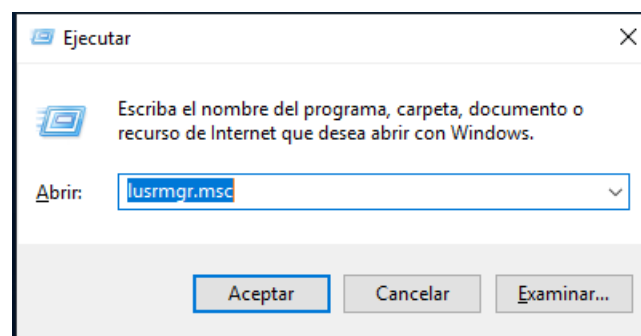 Ejecutar
Escriba el nombre del programa, carpeta, documento o
recurso de Internet que desea abrir con Windows.
Abrir: lusrmgr.msc
Aceptar Cancelar Examinar...